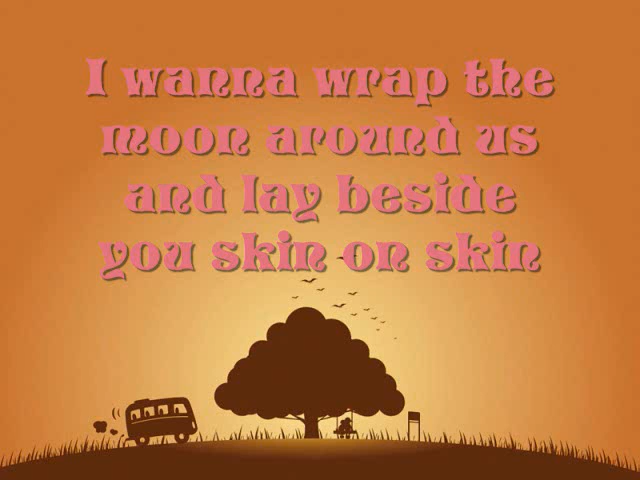 I wanna wrap the
moon around us
and lay beside
you skin on skin